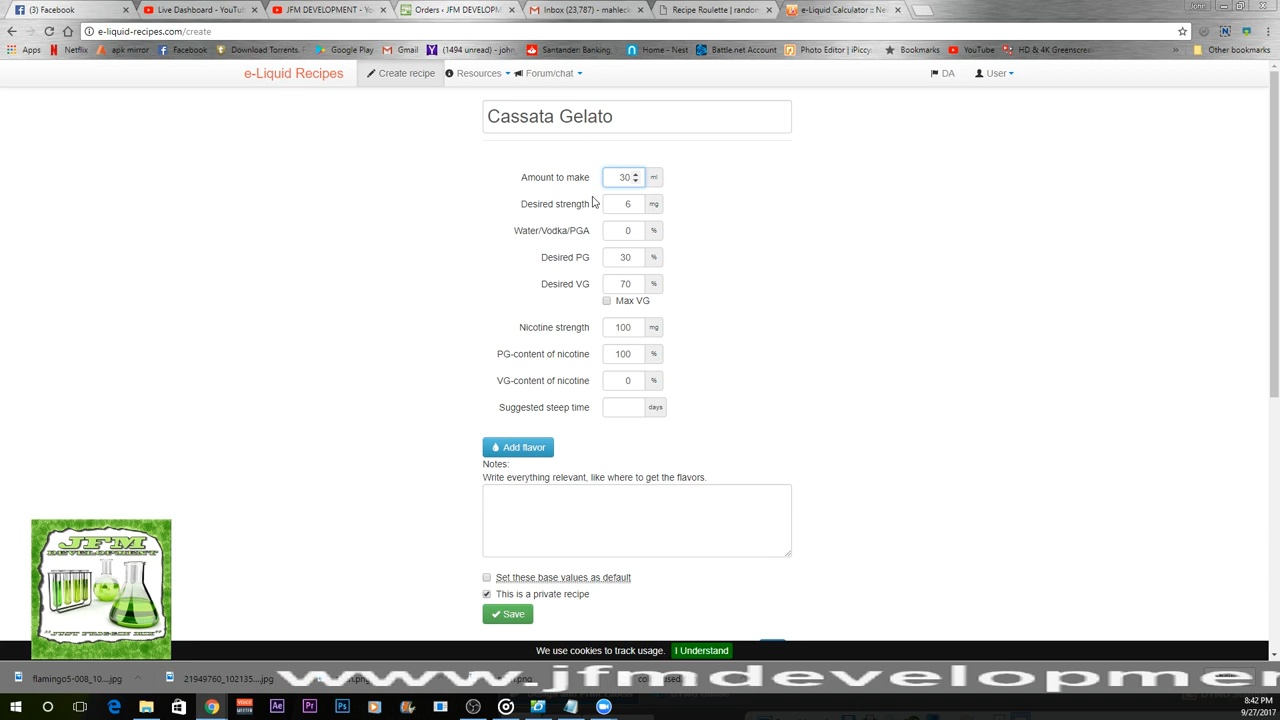 (3) Facebook
Live Dashboard - YouTu
JFM DEVELOPMENT - Yo
Orders ‹ JFM DEVELOPM
Inbox (23,787) - mahleck
Recipe Roulette | random
e-Liquid Calculator :: Ne
John
e-liquid-recipes.com/create
Apps
Netflix
apk mirror
Facebook
Download Torrents.
Google Play
Gmail
(1494 unread) - john
Santander: Banking,
Home - Nest
Battle.net Account
Photo Editor | iPiccy
Bookmarks
YouTube
HD & 4K Greenscree
Other bookmarks
e-Liquid Recipes
Create recipe
Resources
Forum/chat
DA
User
Cassata Gelato
Amount to make 30 ml
Desired strength 6 mg
Water/Vodka/PGA 0 %
Desired PG 30 %
Desired VG 70 %
Max VG
Nicotine strength 100 mg
PG-content of nicotine 100 %
VG-content of nicotine 0 %
Suggested steep time days
Add flavor
Notes:
Write everything relevant, like where to get the flavors.
Set these base values as default
This is a private recipe
Save
JFM
DEVELOPMENT
We use cookies to track usage. I Understand
www.jfmdevelopmen
flamingo5-008_10....jpg
21949760_102135...jpg
8:42 PM
9/27/2017